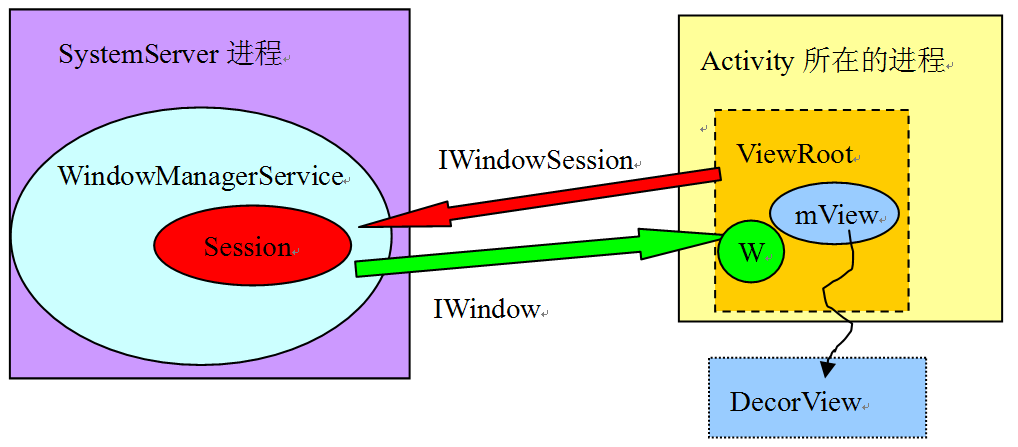 SystemServer 进程
Activity 所在的进程
WindowManagerService
Session
IWindowSession
IWindow
ViewRoot
mView
W
DecorView